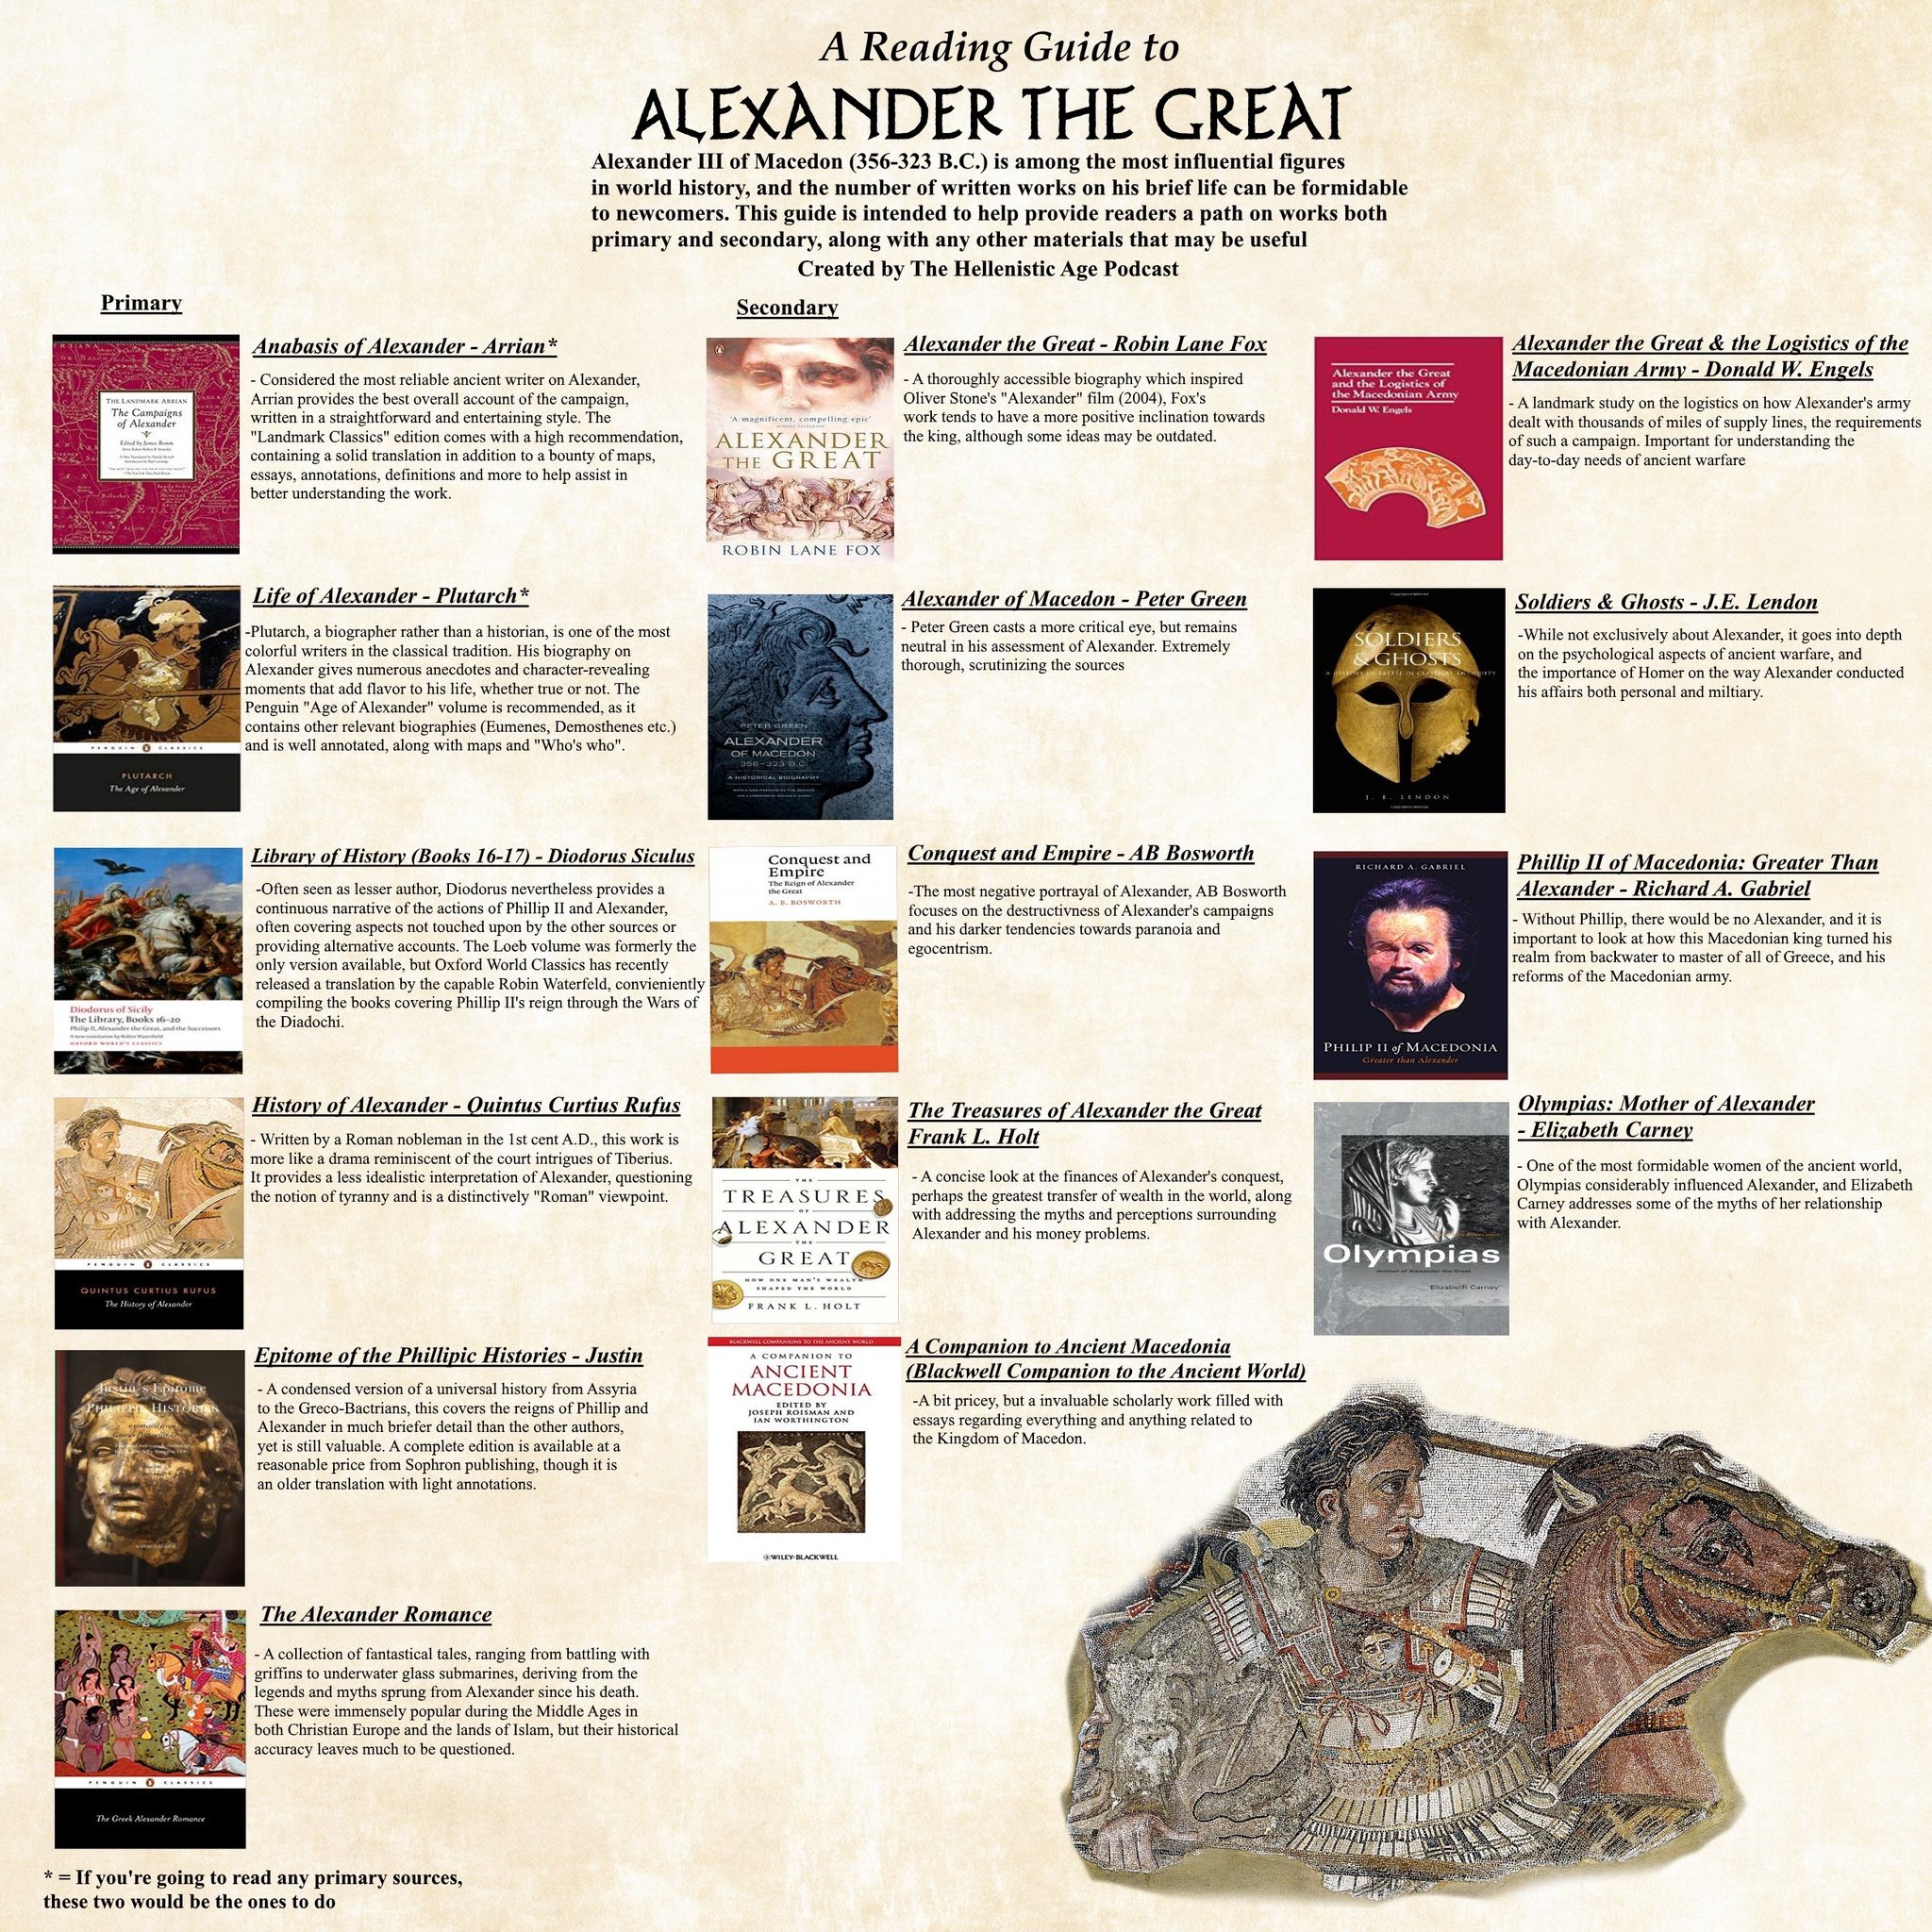 A Reading Guide to
ALEXANDER THE GREAT
Alexander III of Macedon (356-323 B.C.) is among the most influential figures
in world history, and the number of written works on his brief life can be formidable
to newcomers. This guide is intended to help provide readers a path on works both
primary and secondary, along with any other materials that may be useful
Created by The Hellenistic Age Podcast
Primary
THE LANDMARK ARRIAN
The Campaigns
of Alexander
Edited by James Romm
Anabasis of Alexander - Arrian*
- Considered the most reliable ancient writer on Alexander,
Arrian provides the best overall account of the campaign,
written in a straightforward and entertaining style. The
"Landmark Classics" edition comes with a high recommendation,
containing a solid translation in addition to a bounty of maps,
essays, annotations, definitions and more to help assist in
better understanding the work.
PENGUIN CLASSICS
PLUTARCH
The Age of Alexander
Life of Alexander - Plutarch*
-Plutarch, a biographer rather than a historian, is one of the most
colorful writers in the classical tradition. His biography on
Alexander gives numerous anecdotes and character-revealing
moments that add flavor to his life, whether true or not. The
Penguin "Age of Alexander" volume is recommended, as it
contains other relevant biographies (Eumenes, Demosthenes etc.)
and is well annotated, along with maps and "Who's who".
Diodorus of Sicily
The Library, Books 16-20
Philip II, Alexander the Great, and the Successors
A new translation by Robin Waterfield
OXFORD WORLD'S CLASSICS
Library of History (Books 16-17) - Diodorus Siculus
-Often seen as lesser author, Diodorus nevertheless provides a
continuous narrative of the actions of Phillip II and Alexander,
often covering aspects not touched upon by the other sources or
providing alternative accounts. The Loeb volume was formerly the
only version available, but Oxford World Classics has recently
released a translation by the capable Robin Waterfeld, convieniently
compiling the books covering Phillip II's reign through the Wars of
the Diadochi.
PENGUIN CLASSICS
QUINTUS CURTIUS RUFUS
The History of Alexander
History of Alexander - Quintus Curtius Rufus
- Written by a Roman nobleman in the 1st cent A.D., this work is
more like a drama reminiscent of the court intrigues of Tiberius.
It provides a less idealistic interpretation of Alexander, questioning
the notion of tyranny and is a distinctively "Roman" viewpoint.
Justin's Epitome
PHILIPPIC HISTORIES
Epitome of the Phillipic Histories - Justin
- A condensed version of a universal history from Assyria
to the Greco-Bactrians, this covers the reigns of Phillip and
Alexander in much briefer detail than the other authors,
yet is still valuable. A complete edition is available at a
reasonable price from Sophron publishing, though it is
an older translation with light annotations.
PENGUIN CLASSICS
The Greek Alexander Romance
The Alexander Romance
- A collection of fantastical tales, ranging from battling with
griffins to underwater glass submarines, deriving from the
legends and myths sprung from Alexander since his death.
These were immensely popular during the Middle Ages in
both Christian Europe and the lands of Islam, but their historical
accuracy leaves much to be questioned.
* = If you're going to read any primary sources,
these two would be the ones to do
Secondary
'A magnificent, compelling epic'
ALEXANDER
THE GREAT
ROBIN LANE FOX
Alexander the Great - Robin Lane Fox
- A thoroughly accessible biography which inspired
Oliver Stone's "Alexander" film (2004), Fox's
work tends to have a more positive inclination towards
the king, although some ideas may be outdated.
PETER GREEN
ALEXANDER
OF MACEDON
356-323 B.C.
A HISTORICAL BIOGRAPHY
Alexander of Macedon - Peter Green
- Peter Green casts a more critical eye, but remains
neutral in his assessment of Alexander. Extremely
thorough, scrutinizing the sources
Conquest and
Empire
The Reign of Alexander
the Great
A. B. BOSWORTH
Conquest and Empire - AB Bosworth
-The most negative portrayal of Alexander, AB Bosworth
focuses on the destructivness of Alexander's campaigns
and his darker tendencies towards paranoia and
egocentrism.
THE
TREASURES
OF
ALEXANDER
THE
GREAT
HOW ONE MAN'S WEALTH
SHAPED THE WORLD
FRANK L. HOLT
The Treasures of Alexander the Great
Frank L. Holt
- A concise look at the finances of Alexander's conquest,
perhaps the greatest transfer of wealth in the world, along
with addressing the myths and perceptions surrounding
Alexander and his money problems.
BLACKWELL COMPANIONS TO THE ANCIENT WORLD
A COMPANION TO
ANCIENT
MACEDONIA
EDITED BY
JOSEPH ROISMAN AND
IAN WORTHINGTON
WILEY-BLACKWELL
A Companion to Ancient Macedonia
(Blackwell Companion to the Ancient World)
-A bit pricey, but a invaluable scholarly work filled with
essays regarding everything and anything related to
the Kingdom of Macedon.
Alexander the Great
and the Logistics of
the Macedonian Army
Donald W. Engels
Alexander the Great & the Logistics of the
Macedonian Army - Donald W. Engels
- A landmark study on the logistics on how Alexander's army
dealt with thousands of miles of supply lines, the requirements
of such a campaign. Important for understanding the
day-to-day needs of ancient warfare
SOLDIERS
& GHOSTS
A HISTORY OF BATTLE IN CLASSICAL ANTIQUITY
J. E. LENDON
Soldiers & Ghosts - J.E. Lendon
-While not exclusively about Alexander, it goes into depth
on the psychological aspects of ancient warfare, and
the importance of Homer on the way Alexander conducted
his affairs both personal and miltiary.
RICHARD A. GABRIEL
PHILIP II of MACEDONIA
Greater than Alexander
Phillip II of Macedonia: Greater Than
Alexander - Richard A. Gabriel
- Without Phillip, there would be no Alexander, and it is
important to look at how this Macedonian king turned his
realm from backwater to master of all of Greece, and his
reforms of the Macedonian army.
Olympias
mother of Alexander the Great
Elizabeth Carney
Olympias: Mother of Alexander
- Elizabeth Carney
- One of the most formidable women of the ancient world,
Olympias considerably influenced Alexander, and Elizabeth
Carney addresses some of the myths of her relationship
with Alexander.